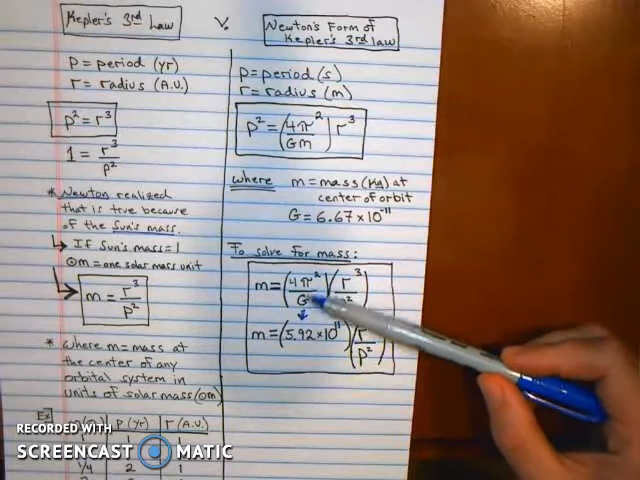 Kepler's 3rd Law
v.
Newton's Form of
Kepler's 3rd law
P = period (yr)
r = radius (A.U.)
P² = r³
1 = r³/P²
* Newton realized
that is true because
of the Sun's mass.
↳ If Sun's mass = 1
⊙m = one solar mass unit
m = r³/P²
* where m = mass at
the center of any
orbital system in
units of solar mass (⊙m)
Ex
P (yr) r (A.U.)
1 1
1/4 2 1
P = period (s)
r = radius (m)
P² = (4π²/Gm) r³
where m = mass (kg) at
center of orbit
G = 6.67 × 10⁻¹¹
To solve for mass:
m = (4π²/G)(r³/P²)
m = (5.92 × 10¹¹)(r/P²)
RECORDED WITH
SCREENCAST MATIC